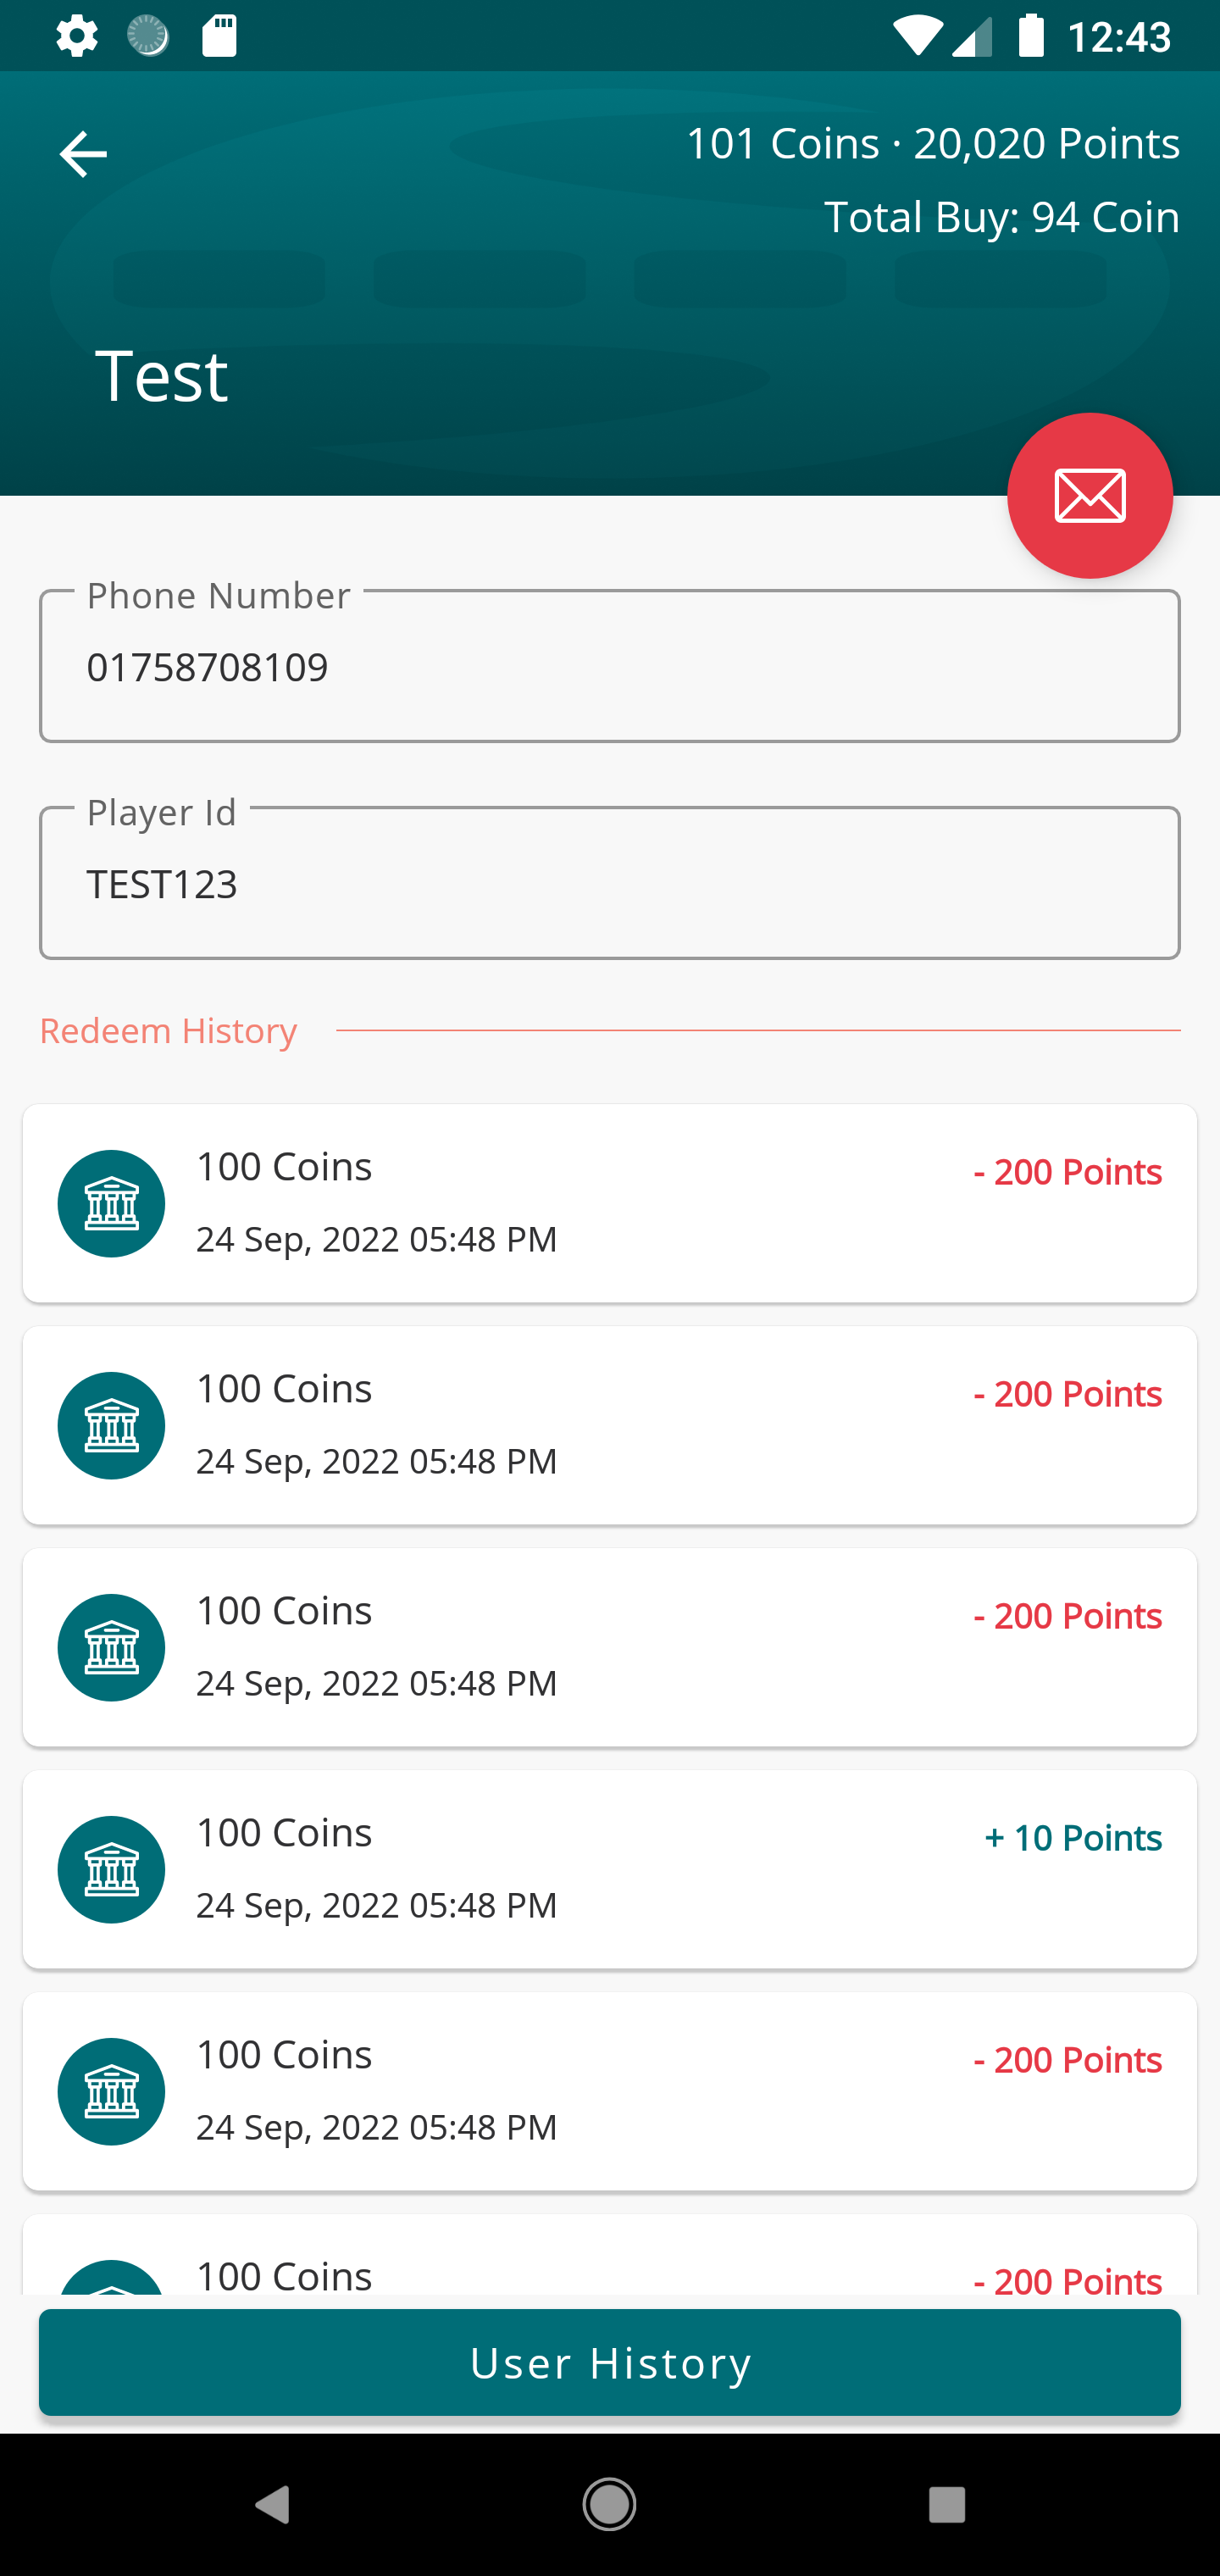 12:43
101 Coins · 20,020 Points
Total Buy: 94 Coin
Test
Phone Number
01758708109
Player Id
TEST123
Redeem History
100 Coins - 200 Points
24 Sep, 2022 05:48 PM
100 Coins - 200 Points
24 Sep, 2022 05:48 PM
100 Coins - 200 Points
24 Sep, 2022 05:48 PM
100 Coins + 10 Points
24 Sep, 2022 05:48 PM
100 Coins - 200 Points
24 Sep, 2022 05:48 PM
100 Coins - 200 Points
User History